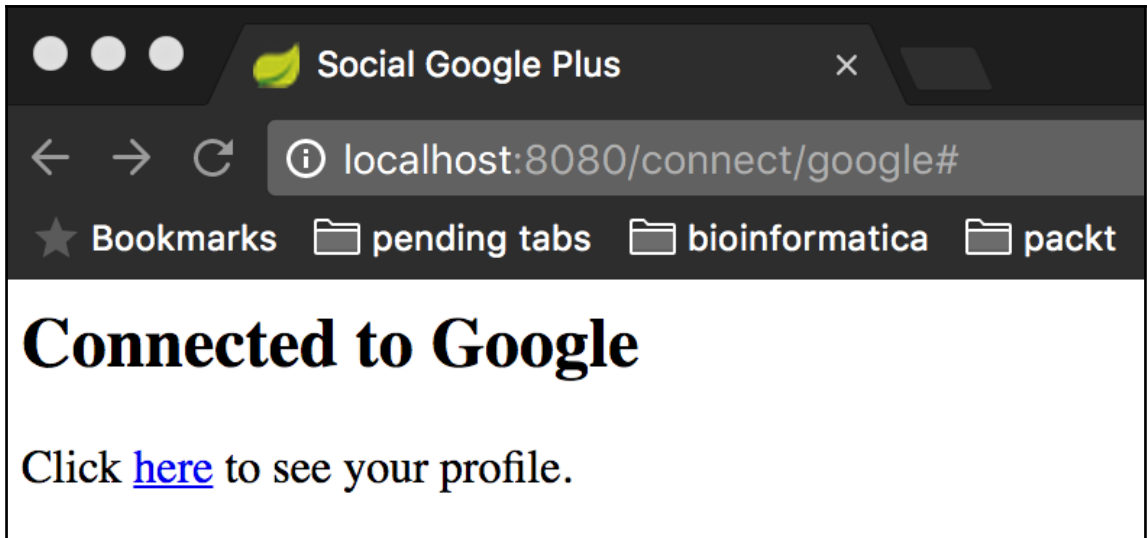 Social Google Plus
localhost:8080/connect/google#
Bookmarks pending tabs bioinformatica packt
Connected to Google
Click here to see your profile.